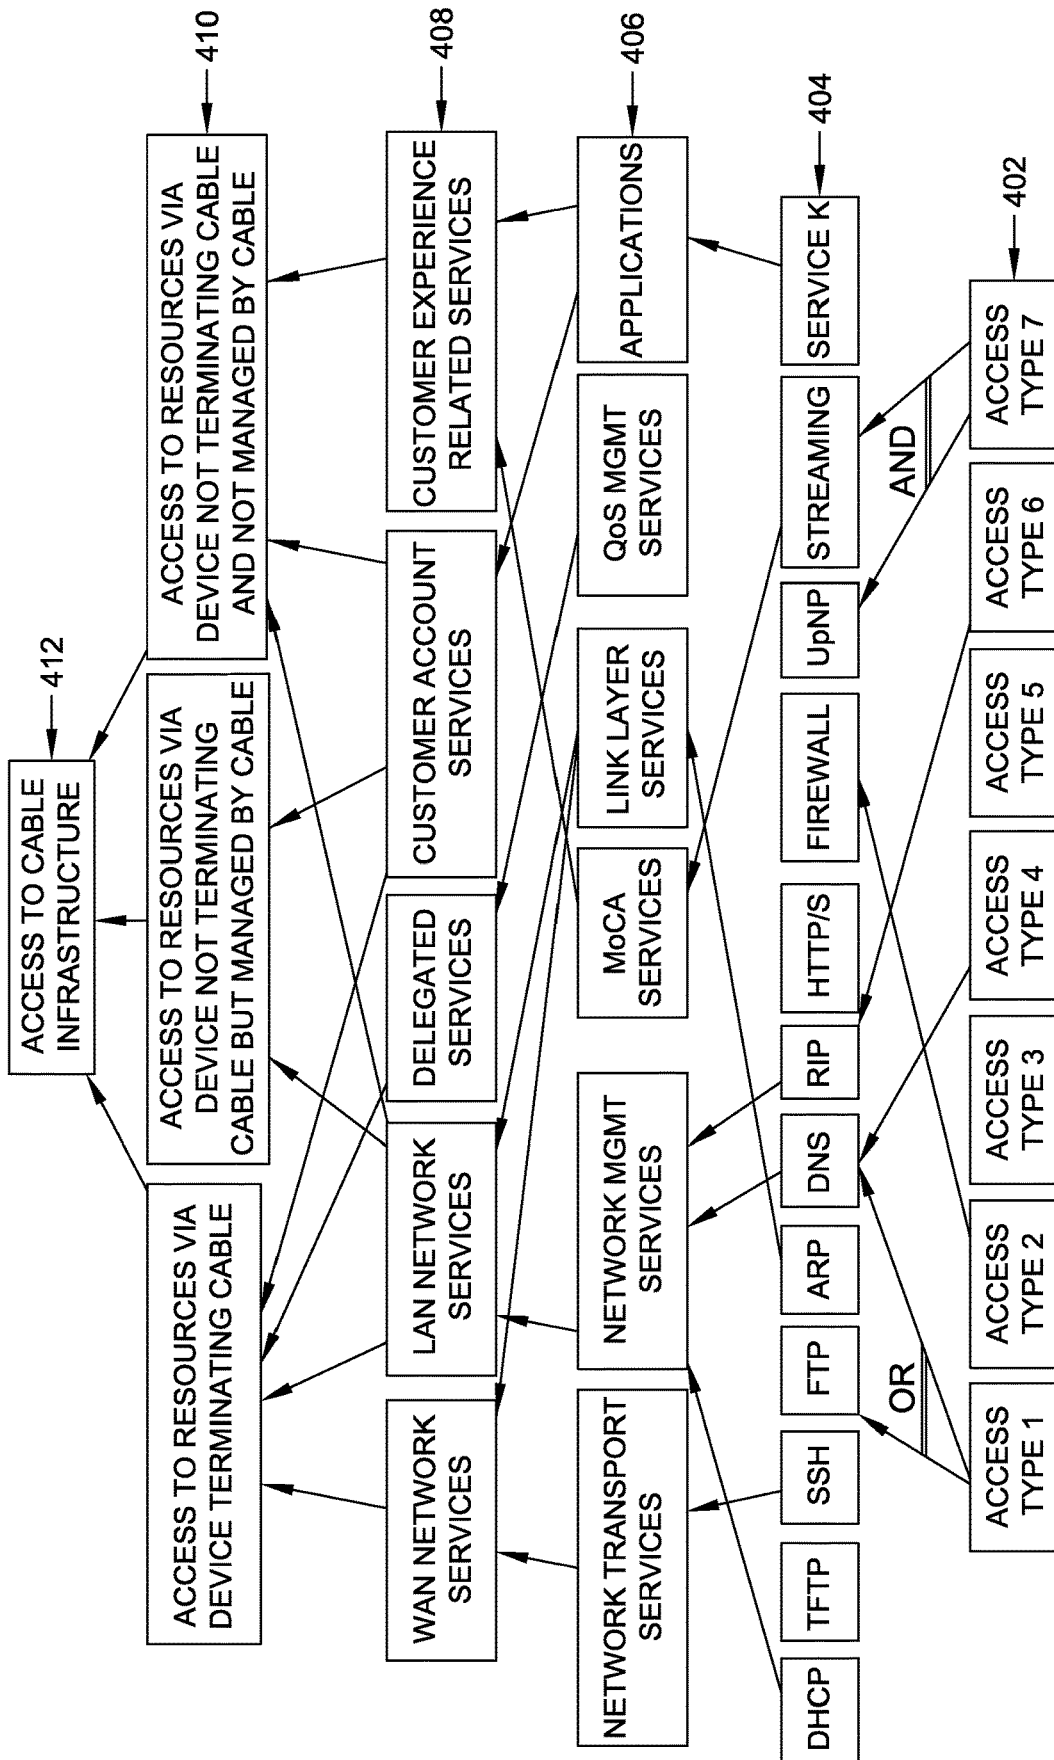 ACCESS TO CABLE
INFRASTRUCTURE
412
ACCESS TO RESOURCES VIA
DEVICE TERMINATING CABLE
ACCESS TO RESOURCES VIA
DEVICE NOT TERMINATING
CABLE BUT MANAGED BY CABLE
ACCESS TO RESOURCES VIA
DEVICE NOT TERMINATING CABLE
AND NOT MANAGED BY CABLE
410
WAN NETWORK
SERVICES
LAN NETWORK
SERVICES
DELEGATED
SERVICES
CUSTOMER ACCOUNT
SERVICES
CUSTOMER EXPERIENCE
RELATED SERVICES
408
NETWORK TRANSPORT
SERVICES
NETWORK MGMT
SERVICES
MoCA
SERVICES
LINK LAYER
SERVICES
QoS MGMT
SERVICES
APPLICATIONS
406
DHCP
TFTP
SSH
FTP
ARP
DNS
RIP
HTTP/S
FIREWALL
UpNP
STREAMING
SERVICE K
404
OR
AND
ACCESS
TYPE 1
ACCESS
TYPE 2
ACCESS
TYPE 3
ACCESS
TYPE 4
ACCESS
TYPE 5
ACCESS
TYPE 6
ACCESS
TYPE 7
402